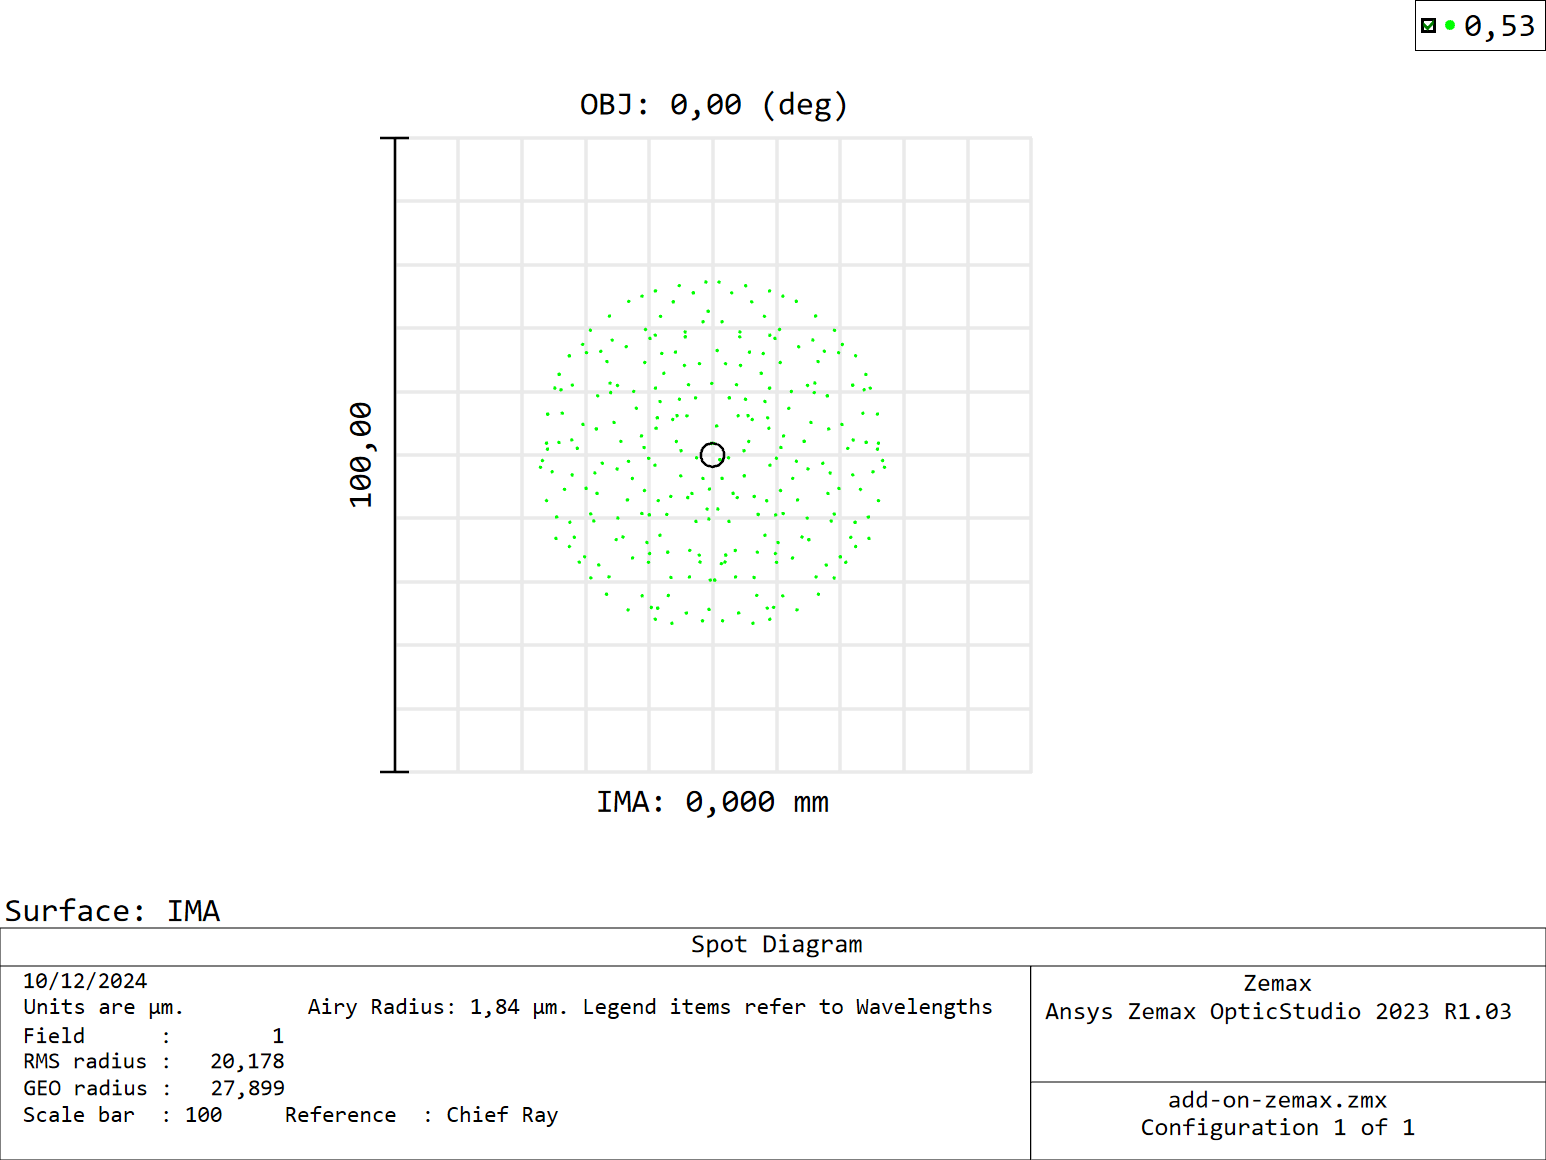 0,53
OBJ: 0,00 (deg)
100,00
IMA: 0,000 mm
Surface: IMA
Spot Diagram
10/12/2024
Units are µm. Airy Radius: 1,84 µm. Legend items refer to Wavelengths
Field : 1
RMS radius : 20,178
GEO radius : 27,899
Scale bar : 100 Reference : Chief Ray
Zemax
Ansys Zemax OpticStudio 2023 R1.03
add-on-zemax.zmx
Configuration 1 of 1